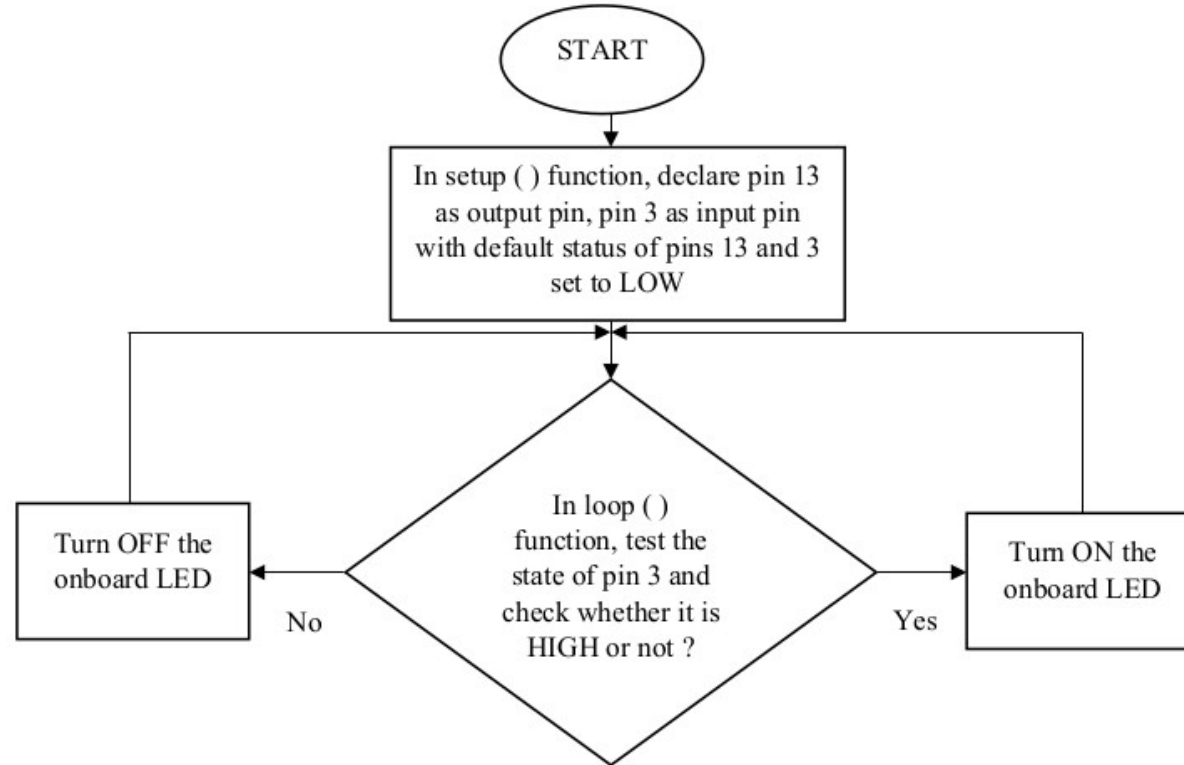 START
In setup ( ) function, declare pin 13
as output pin, pin 3 as input pin
with default status of pins 13 and 3
set to LOW
In loop ( )
function, test the
state of pin 3 and
check whether it is
HIGH or not ?
Turn OFF the
onboard LED
No
Yes
Turn ON the
onboard LED